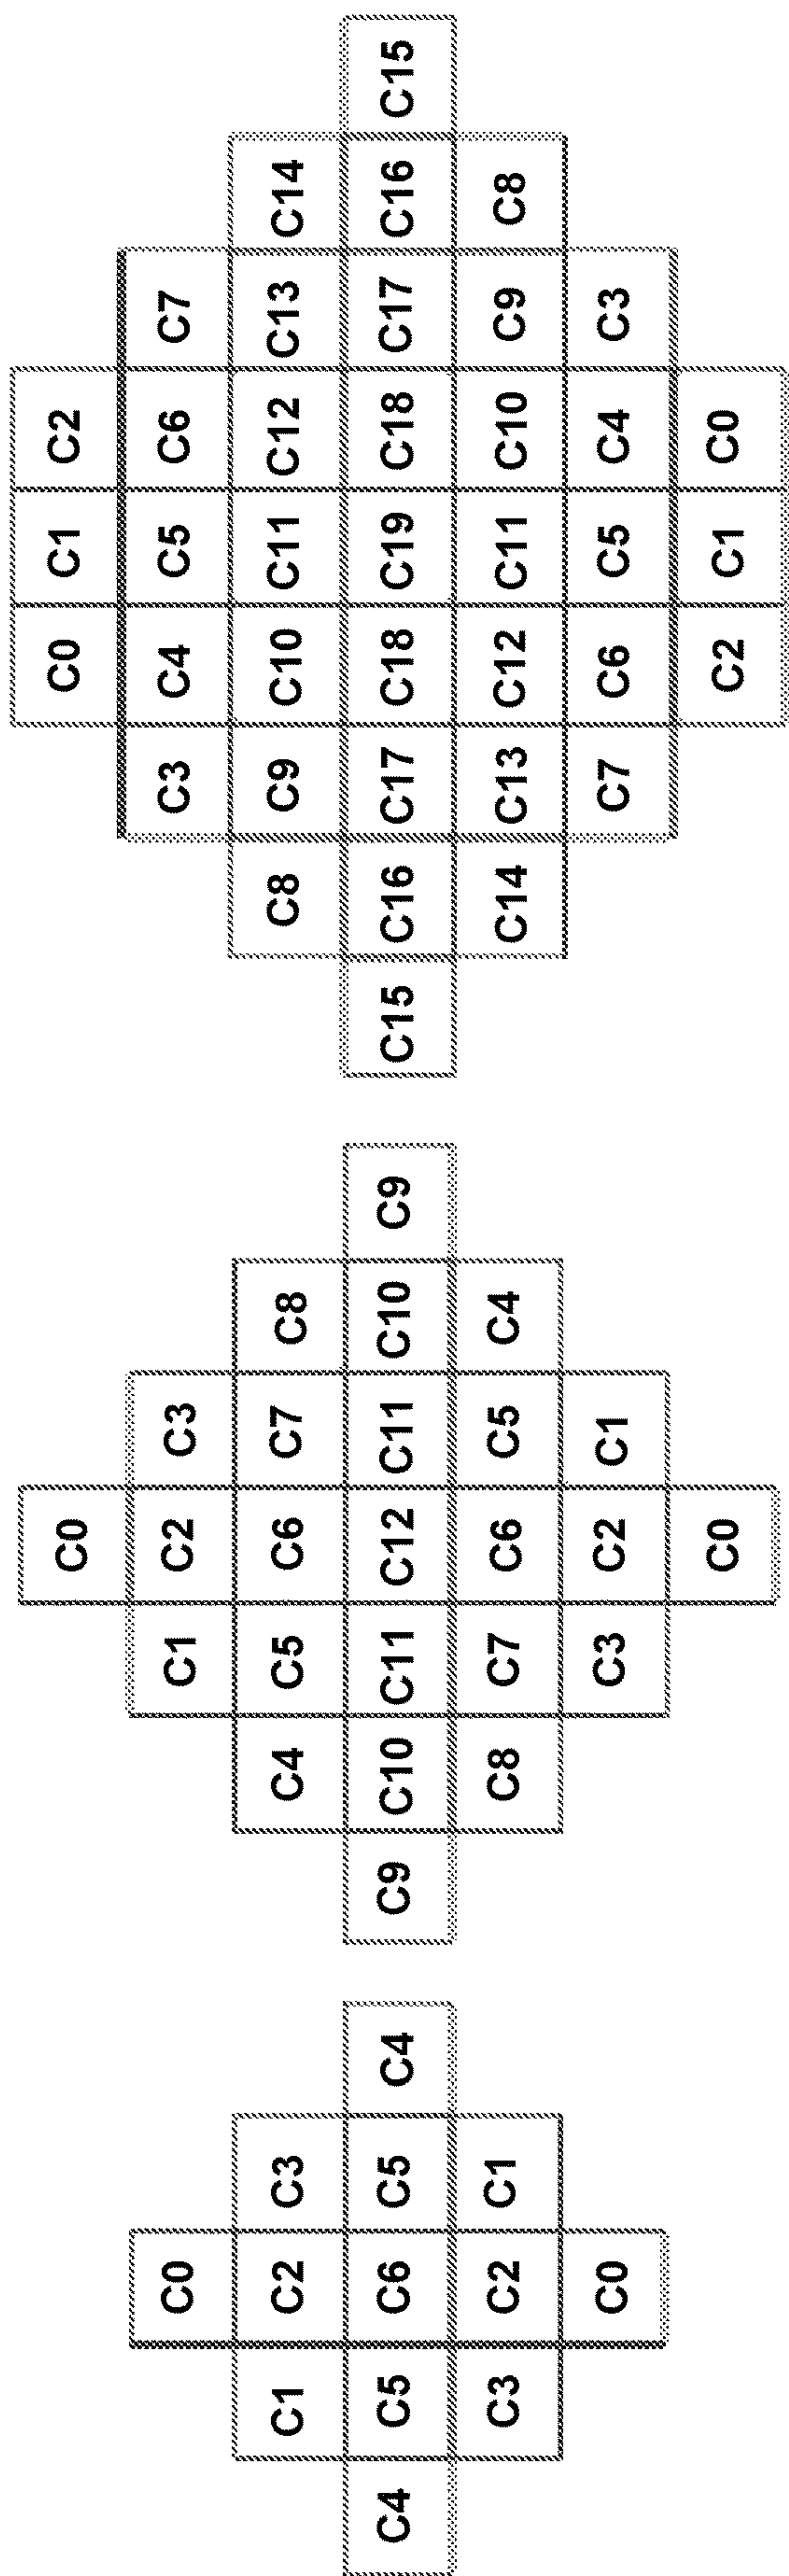 C0
C1 C2 C3
C4 C5 C6 C5 C4
C3 C2 C1
C0
C0
C1 C2 C3
C4 C5 C6 C7 C8
C9 C10 C11 C12 C11 C10 C9
C8 C7 C6 C5 C4
C3 C2 C1
C0
C0 C1 C2
C3 C4 C5 C6 C7
C8 C9 C10 C11 C12 C13 C14
C15 C16 C17 C18 C19 C18 C17 C16 C15
C14 C13 C12 C11 C10 C9 C8
C7 C6 C5 C4 C3
C2 C1 C0